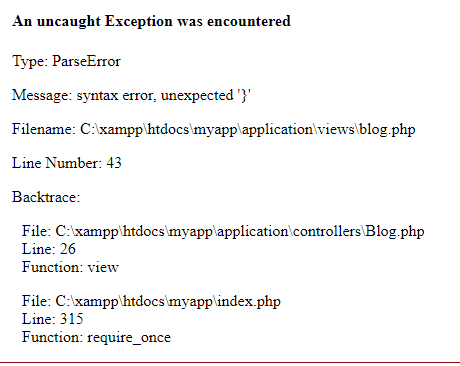 An uncaught Exception was encountered
Type: ParseError
Message: syntax error, unexpected '}'
Filename: C:\xampp\htdocs\myapp\application\views\blog.php
Line Number: 43
Backtrace:
File: C:\xampp\htdocs\myapp\application\controllers\Blog.php
Line: 26
Function: view
File: C:\xampp\htdocs\myapp\index.php
Line: 315
Function: require_once